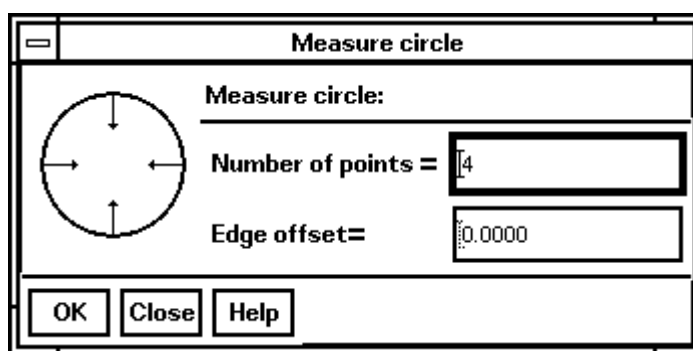 Measure circle
Measure circle:
Number of points = 4
Edge offset= 0.0000
OK Close Help